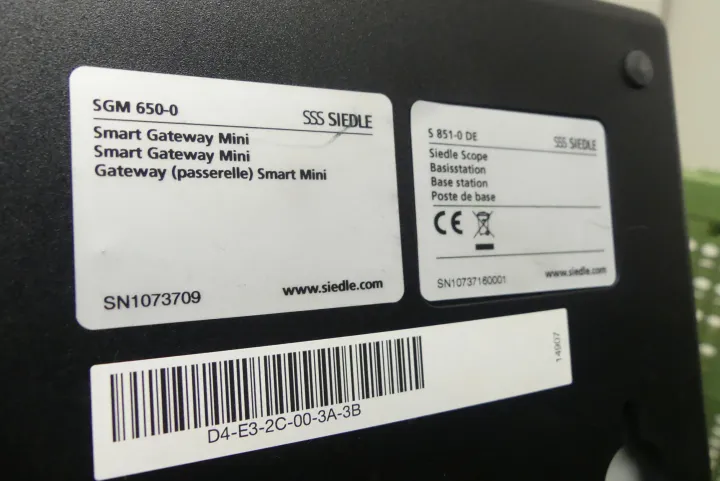 SGM 650-0
SSS SIEDLE
Smart Gateway Mini
Smart Gateway Mini
Gateway (passerelle) Smart Mini
SN1073709
www.siedle.com
S 851-0 DE
SSS SIEDLE
Siedle Scope
Basisstation
Base station
Poste de base
CE
SN10737160001
www.siedle.com
D4-E3-2C-00-3A-3B
14907